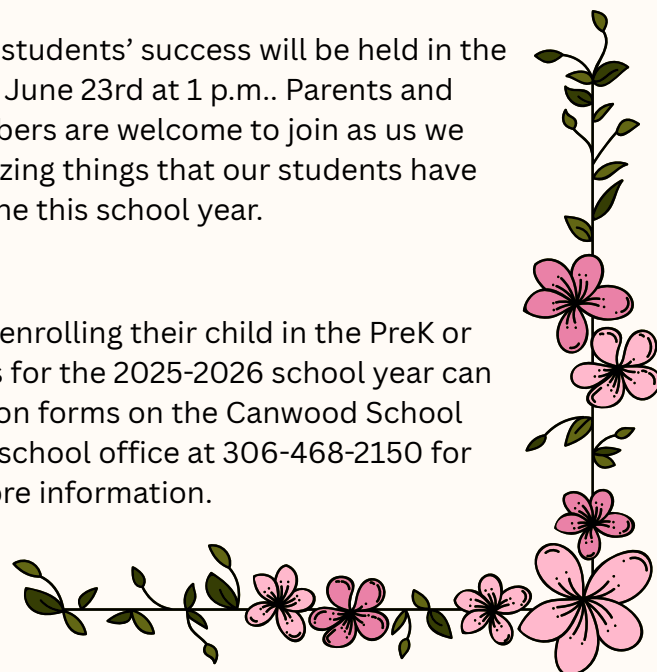 students’ success will be held in the
June 23rd at 1 p.m.. Parents and
bers are welcome to join as us we
zing things that our students have
ne this school year.
enrolling their child in the PreK or
s for the 2025-2026 school year can
on forms on the Canwood School
school office at 306-468-2150 for
ore information.